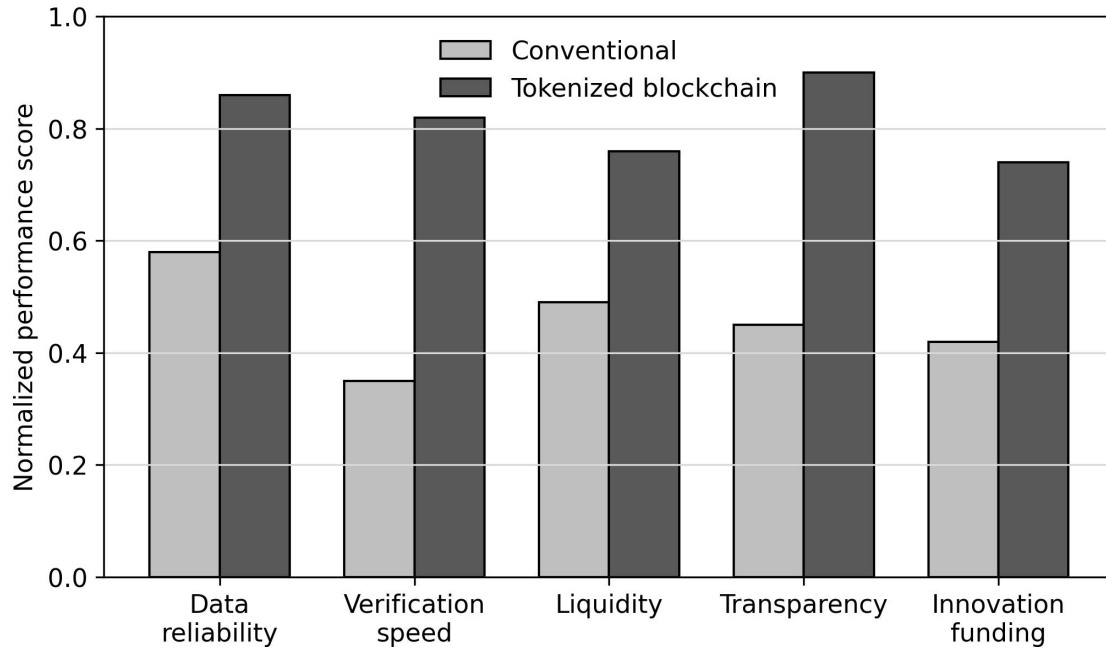 1.0
Conventional
Tokenized blockchain
0.8
0.6
0.4
0.2
0.0
Normalized performance score
Data
reliability
Verification
speed
Liquidity
Transparency
Innovation
funding